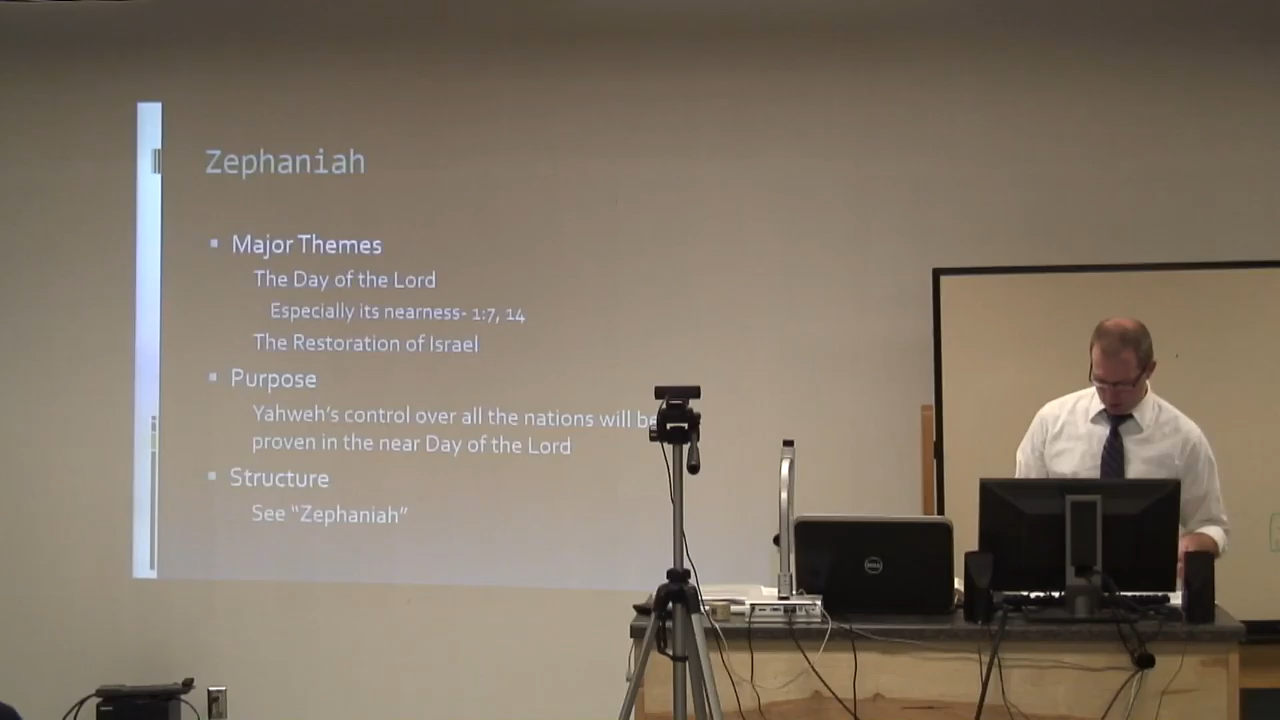 Zephaniah
Major Themes
The Day of the Lord
Especially its nearness- 1:7, 14
The Restoration of Israel
Purpose
Yahweh's control over all the nations will be
proven in the near Day of the Lord
Structure
See “Zephaniah”
DELL